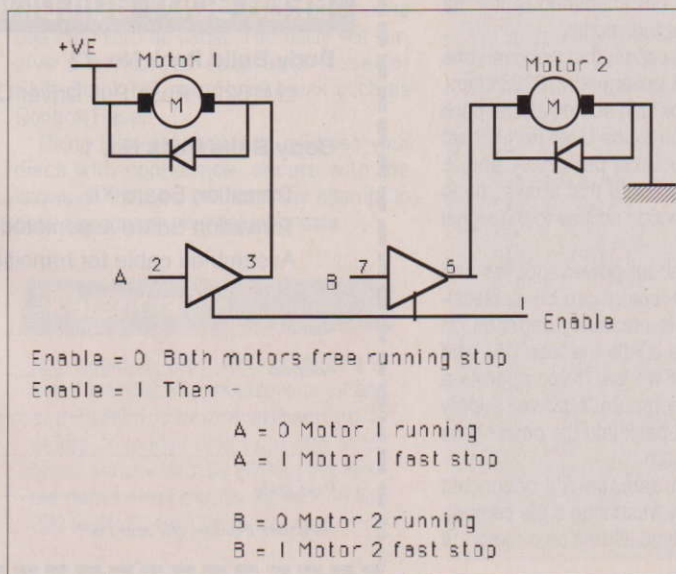 +VE
Motor 1
Motor 2
M
M
A
2
3
B
7
6
1
Enable
Enable = 0 Both motors free running stop
Enable = 1 Then -
A = 0 Motor 1 running
A = 1 Motor 1 fast stop
B = 0 Motor 2 running
B = 1 Motor 2 fast stop